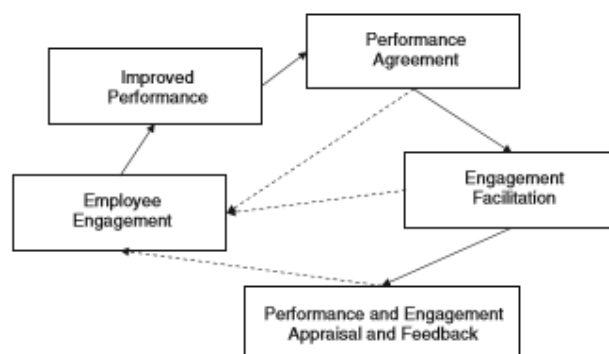 Performance
Agreement
Improved
Performance
Engagement
Facilitation
Employee
Engagement
Performance and Engagement
Appraisal and Feedback